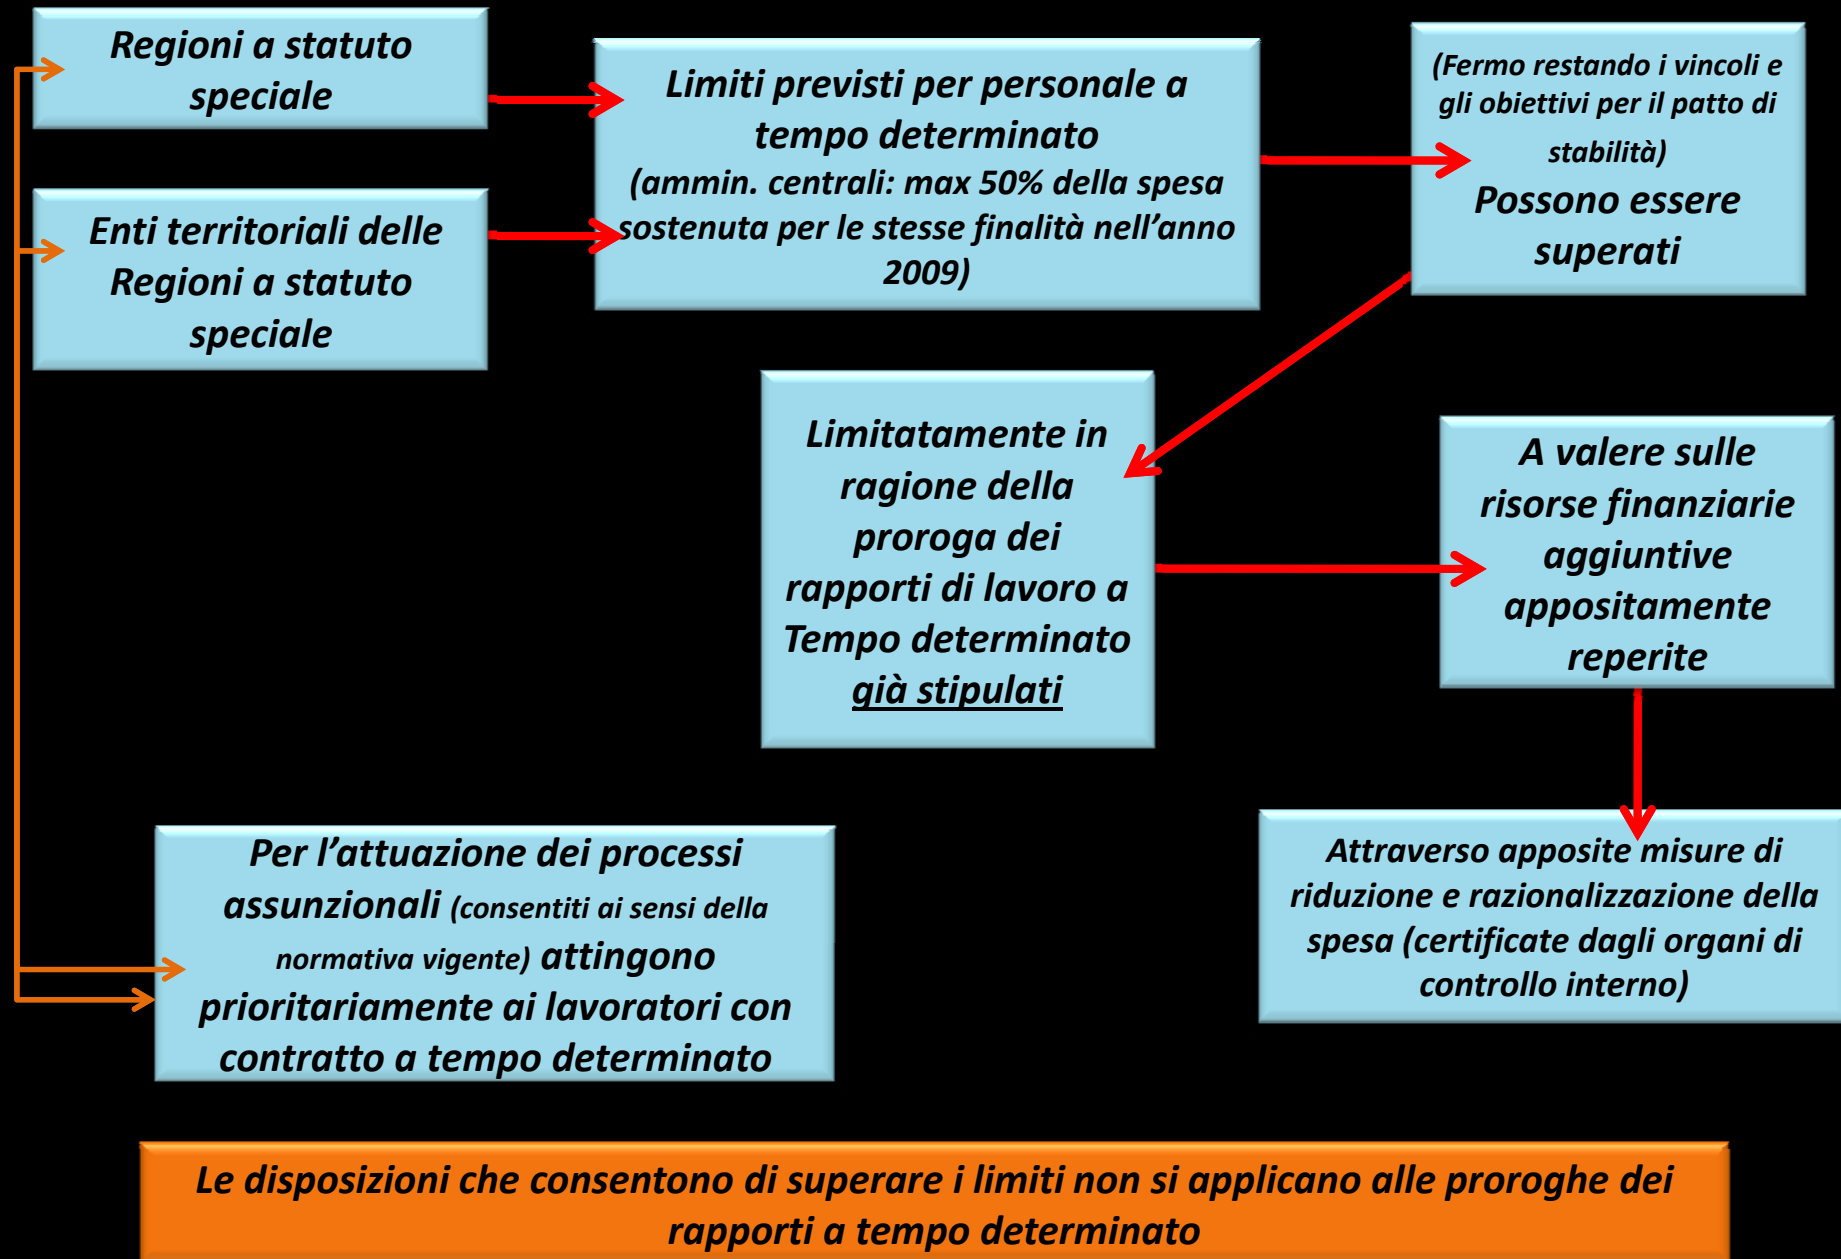 Regioni a statuto
speciale
Enti territoriali delle
Regioni a statuto
speciale
Limiti previsti per personale a
tempo determinato
(ammin. centrali: max 50% della spesa
sostenuta per le stesse finalità nell’anno
2009)
(Fermo restando i vincoli e
gli obiettivi per il patto di
stabilità)
Possono essere
superati
Limitatamente in
ragione della
proroga dei
rapporti di lavoro a
Tempo determinato
già stipulati
A valere sulle
risorse finanziarie
aggiuntive
appositamente
reperite
Attraverso apposite misure di
riduzione e razionalizzazione della
spesa (certificate dagli organi di
controllo interno)
Per l’attuazione dei processi
assunzionali (consentiti ai sensi della
normativa vigente) attingono
prioritariamente ai lavoratori con
contratto a tempo determinato
Le disposizioni che consentono di superare i limiti non si applicano alle proroghe dei
rapporti a tempo determinato